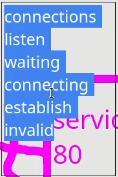 connections
listen
waiting
connecting
establish
invalid
servic
80